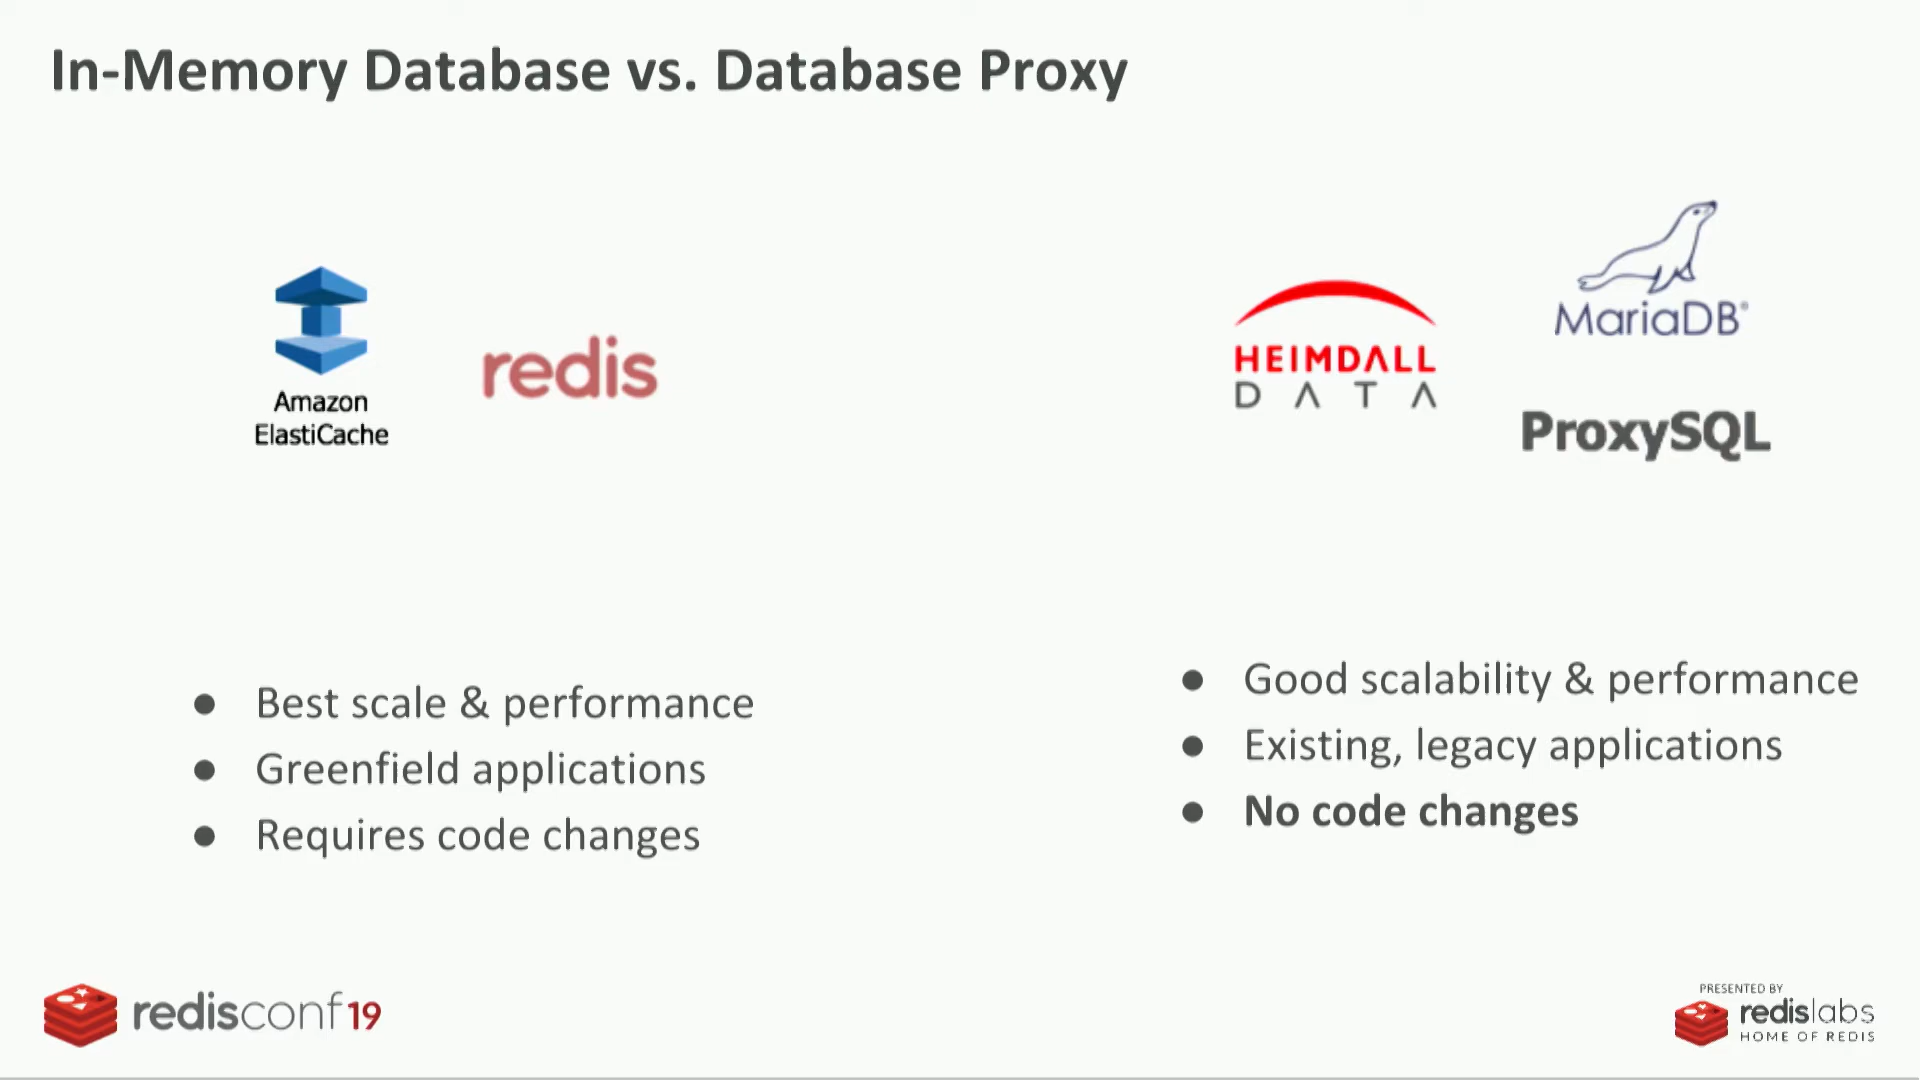 In-Memory Database vs. Database Proxy
Amazon
ElastiCache
redis
HEIMDALL
DATA
MariaDB®
ProxySQL
● Best scale & performance
● Greenfield applications
● Requires code changes
● Good scalability & performance
● Existing, legacy applications
● No code changes
redisconf19
PRESENTED BY
redislabs
HOME OF REDIS